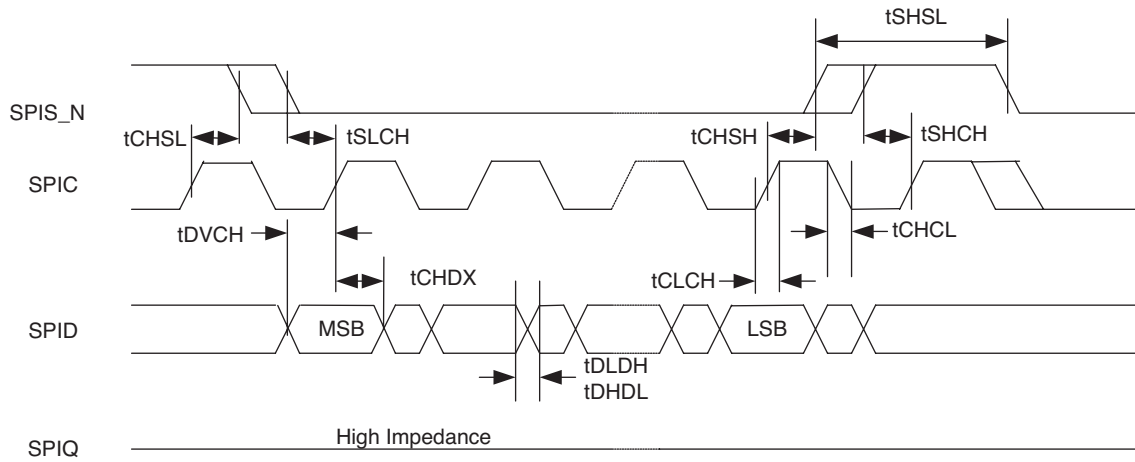 tSHSL
SPIS_N
tCHSL
tSLCH
tCHSH
tSHCH
SPIC
tDVCH
tCHCL
tCHDX
tCLCH
SPID
MSB
LSB
tDLDH
tDHDL
High Impedance
SPIQ